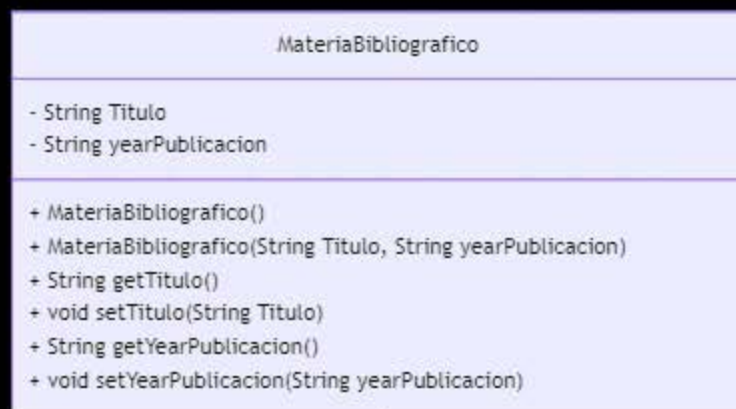 MateriaBibliografico
- String Titulo
- String yearPublicacion
+ MateriaBibliografico()
+ MateriaBibliografico(String Titulo, String yearPublicacion)
+ String getTitulo()
+ void setTitulo(String Titulo)
+ String getYearPublicacion()
+ void setYearPublicacion(String yearPublicacion)